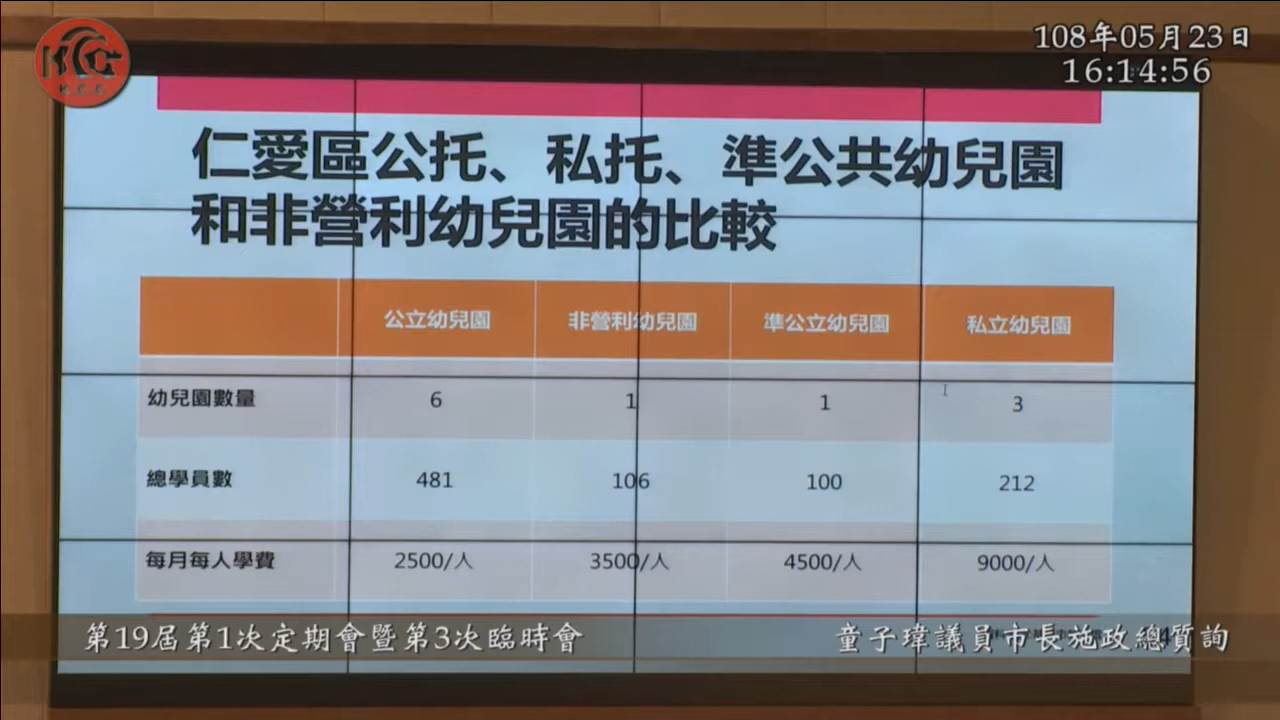 KCC
K.C.C
108年05月23日
16:14:56
仁愛區公托、私托、準公共幼兒園
和非營利幼兒園的比較
公立幼兒園 非營利幼兒園 準公立幼兒園 私立幼兒園
幼兒園數量 6 1 1 3
總學員數 481 106 100 212
每月每人學費 2500/人 3500/人 4500/人 9000/人
第19屆第1次定期會暨第3次臨時會
童子瑋議員市長施政總質詢